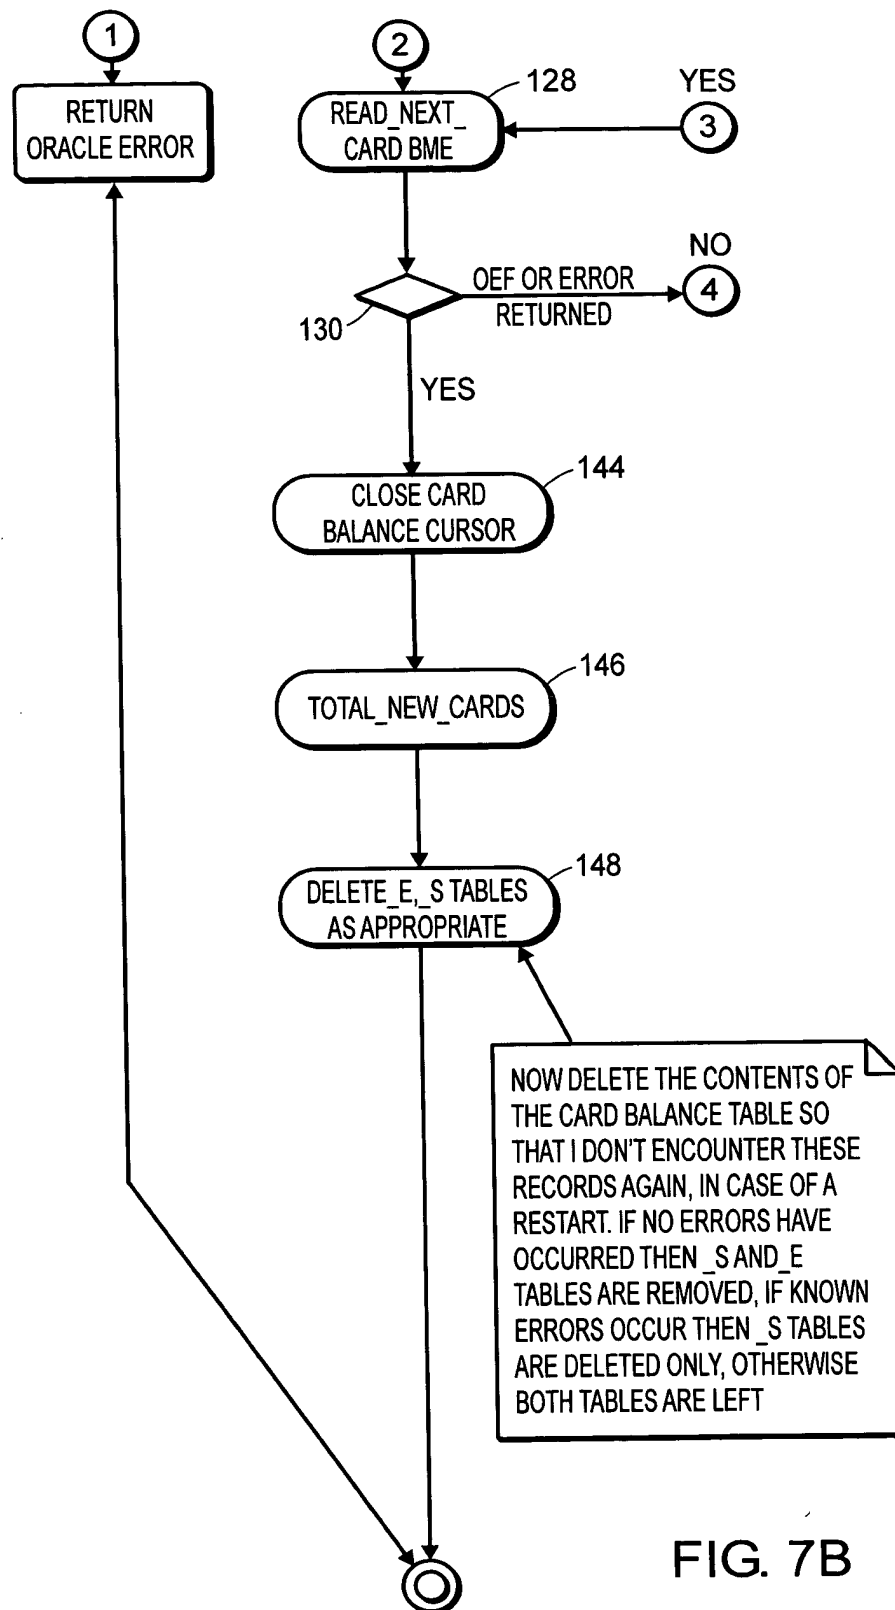 1
RETURN
ORACLE ERROR
2
READ_NEXT_
CARD BME
128
YES
3
OEF OR ERROR
RETURNED
130
NO
4
YES
CLOSE CARD
BALANCE CURSOR
144
TOTAL_NEW_CARDS
146
DELETE_E,_S TABLES
AS APPROPRIATE
148
NOW DELETE THE CONTENTS OF
THE CARD BALANCE TABLE SO
THAT I DON'T ENCOUNTER THESE
RECORDS AGAIN, IN CASE OF A
RESTART. IF NO ERRORS HAVE
OCCURRED THEN _S AND_E
TABLES ARE REMOVED, IF KNOWN
ERRORS OCCUR THEN _S TABLES
ARE DELETED ONLY, OTHERWISE
BOTH TABLES ARE LEFT
FIG. 7B